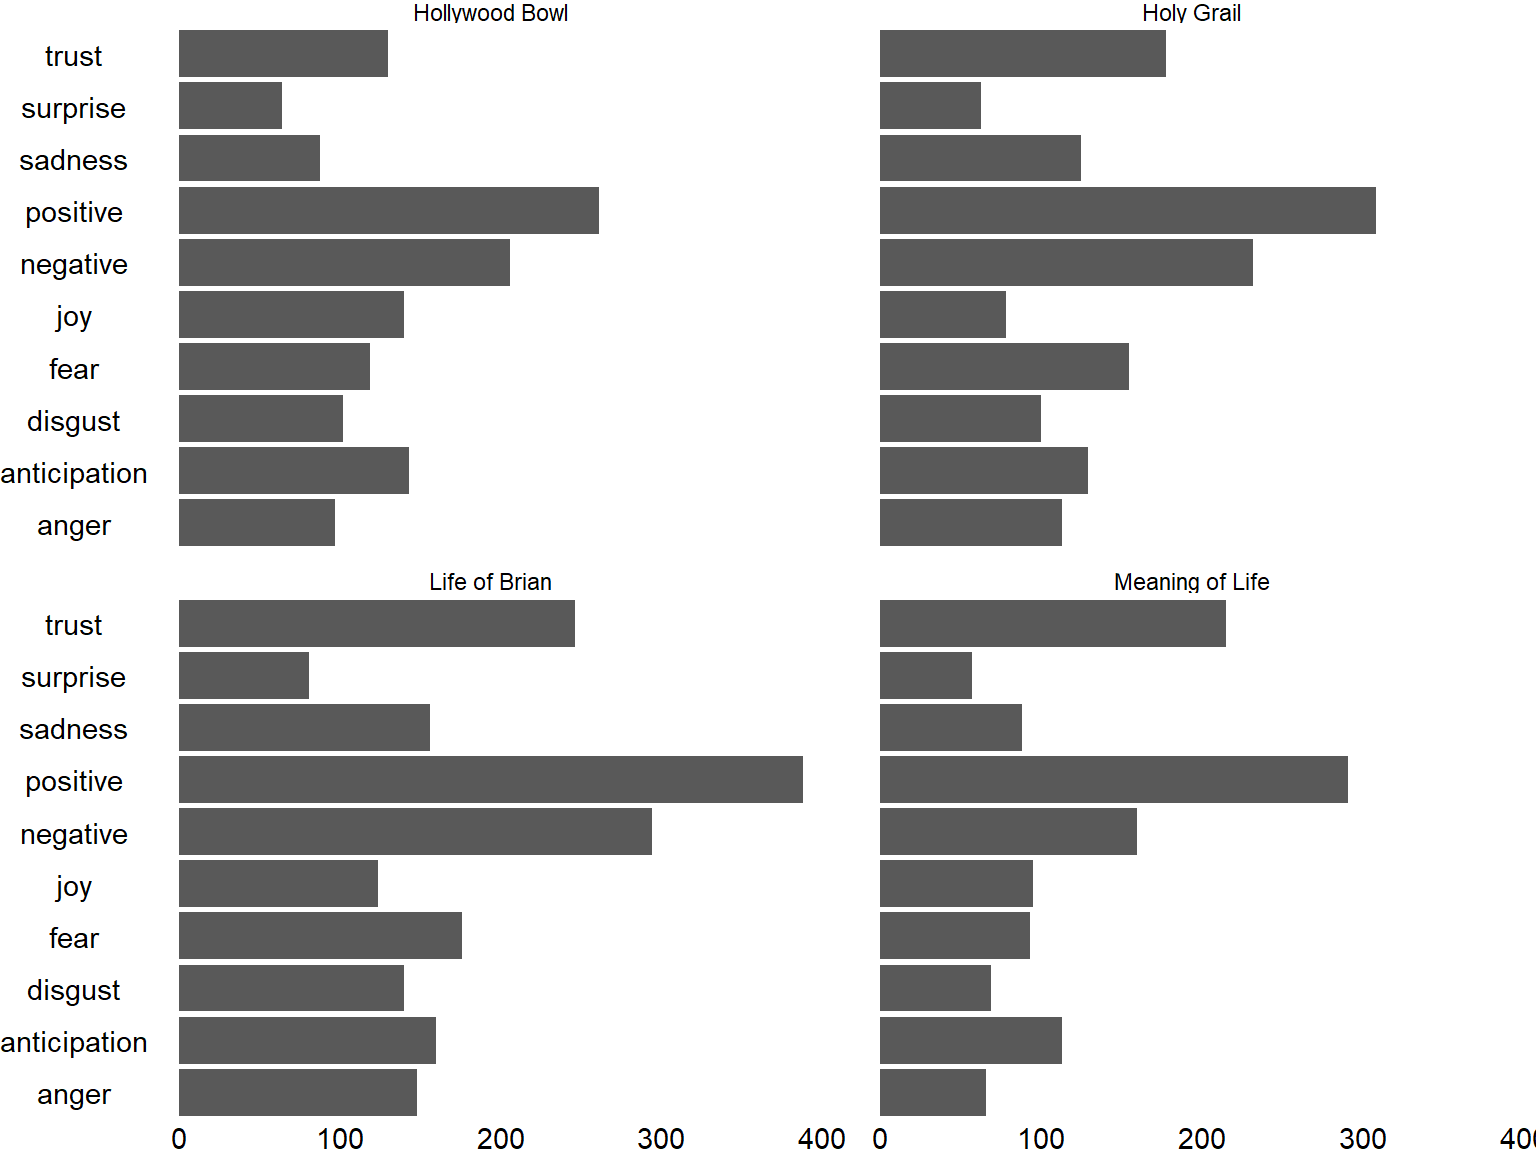 Hollywood Bowl
Holy Grail
trust
surprise
sadness
positive
negative
joy
fear
disgust
anticipation
anger
Life of Brian
Meaning of Life
trust
surprise
sadness
positive
negative
joy
fear
disgust
anticipation
anger
0 100 200 300 400 0 100 200 300 400